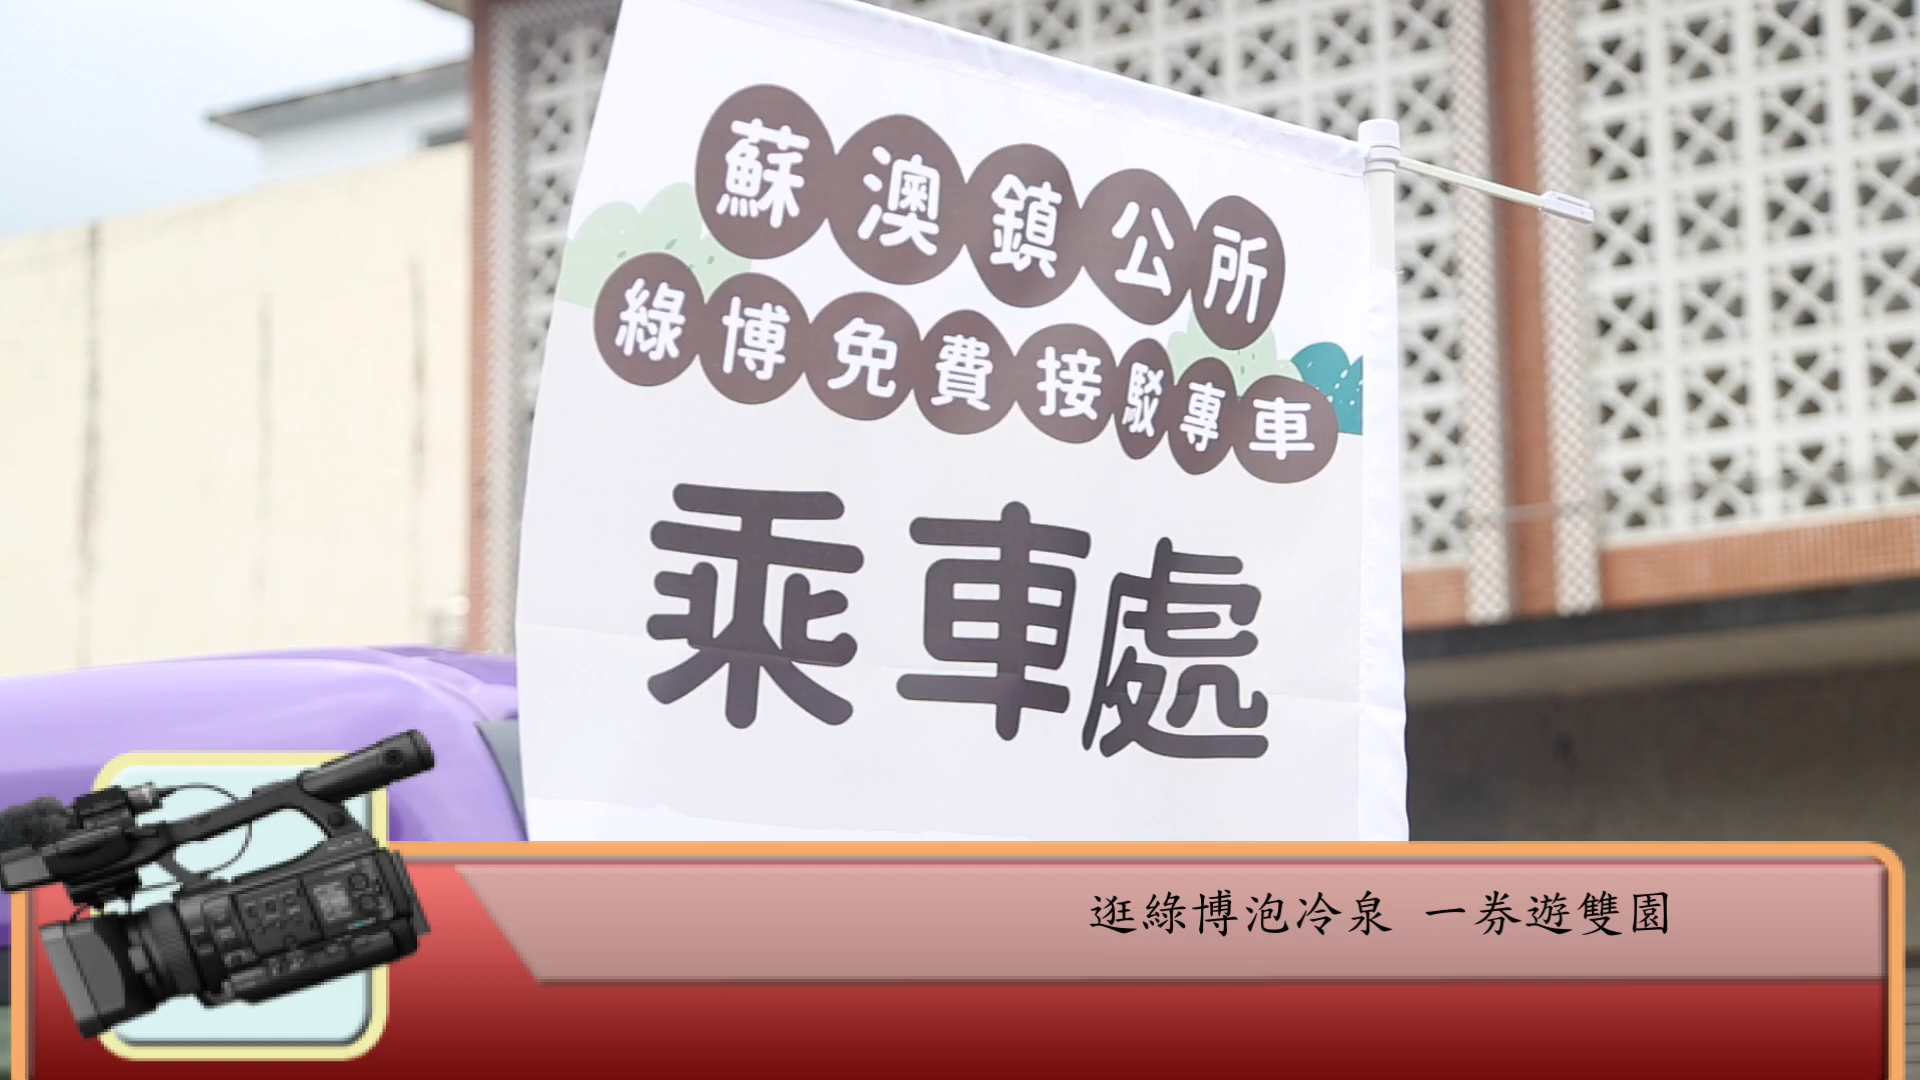 蘇澳鎮公所
綠博免費接駁專車
乘車處
逛綠博泡冷泉 一券遊雙園